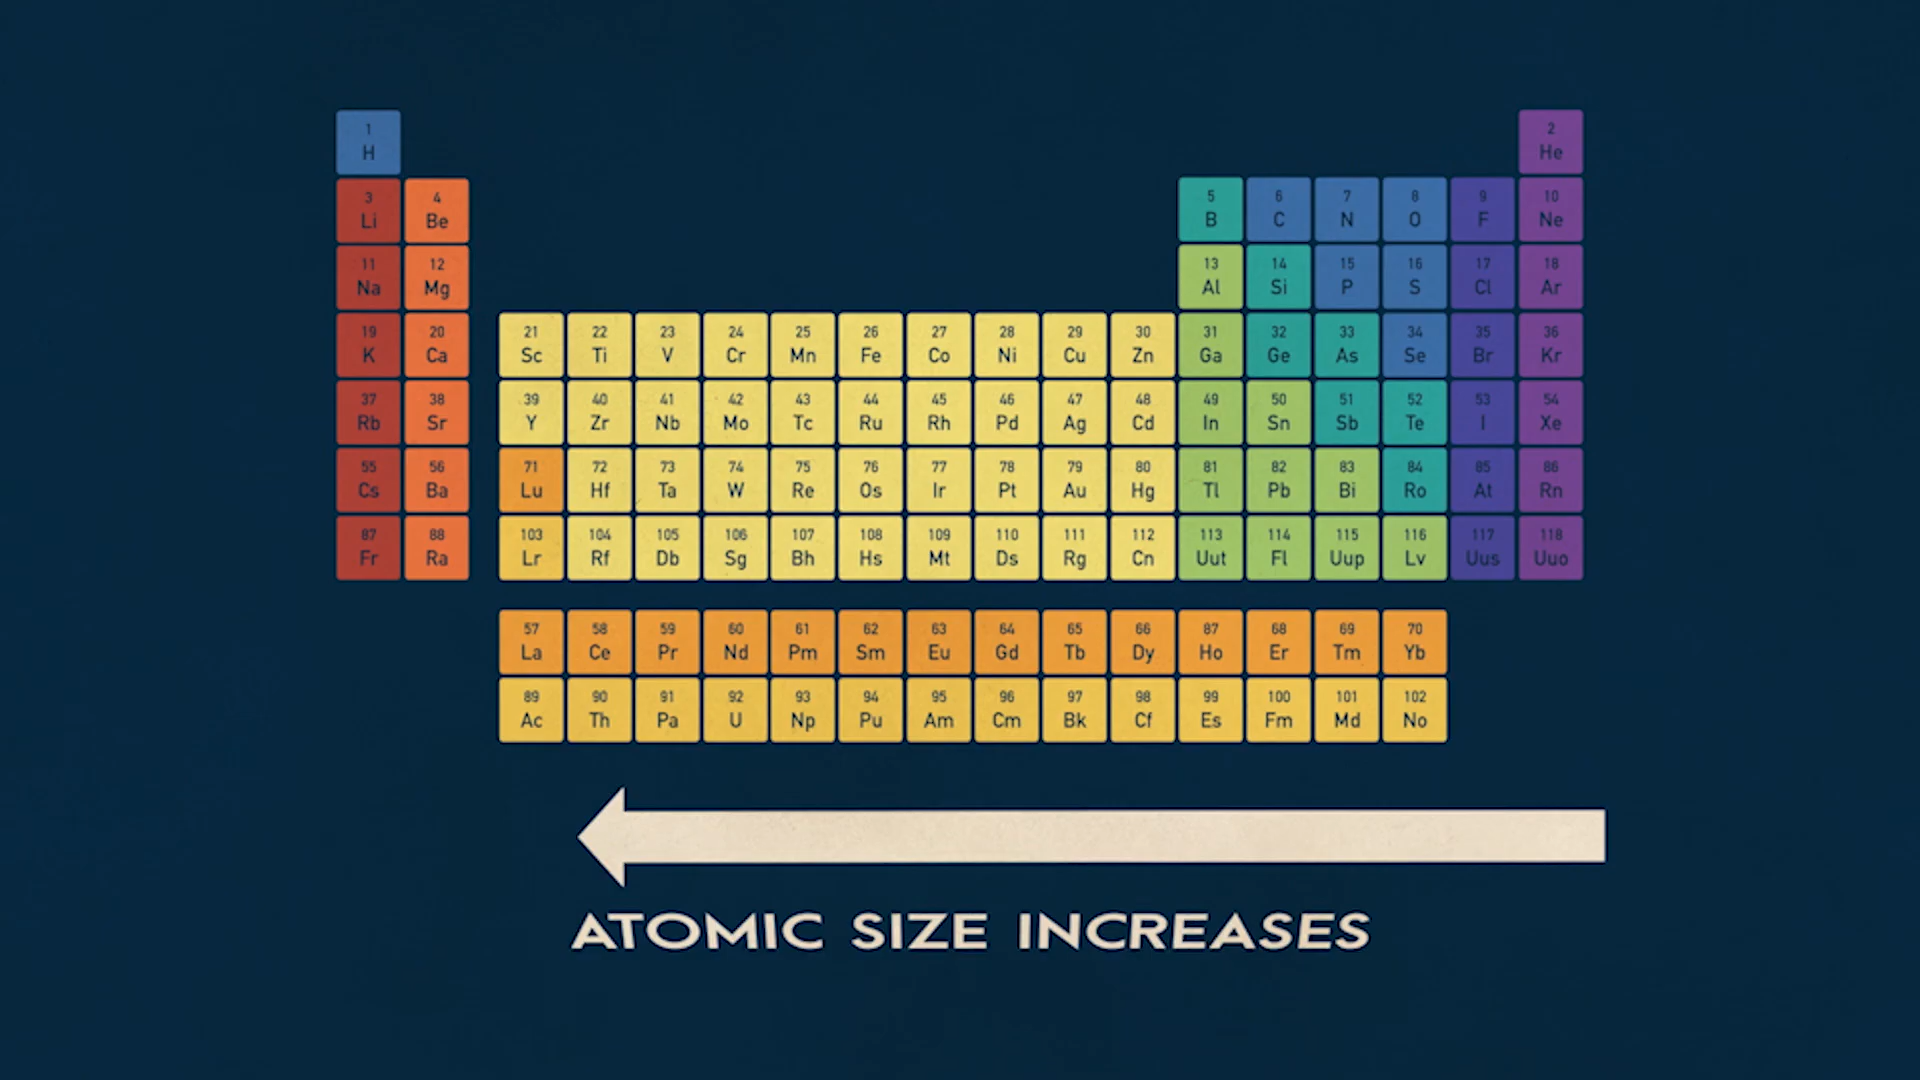 1 2
H He
3 4 5 6 7 8 9 10
Li Be B C N O F Ne
11 12 13 14 15 16 17 18
Na Mg Al Si P S Cl Ar
19 20 21 22 23 24 25 26 27 28 29 30 31 32 33 34 35 36
K Ca Sc Ti V Cr Mn Fe Co Ni Cu Zn Ga Ge As Se Br Kr
37 38 39 40 41 42 43 44 45 46 47 48 49 50 51 52 53 54
Rb Sr Y Zr Nb Mo Tc Ru Rh Pd Ag Cd In Sn Sb Te I Xe
55 56 71 72 73 74 75 76 77 78 79 80 81 82 83 84 85 86
Cs Ba Lu Hf Ta W Re Os Ir Pt Au Hg Tl Pb Bi Ro At Rn
87 88 103 104 105 106 107 108 109 110 111 112 113 114 115 116 117 118
Fr Ra Lr Rf Db Sg Bh Hs Mt Ds Rg Cn Uut Fl Uup Lv Uus Uuo
57 58 59 60 61 62 63 64 65 66 87 68 69 70
La Ce Pr Nd Pm Sm Eu Gd Tb Dy Ho Er Tm Yb
89 90 91 92 93 94 95 96 97 98 99 100 101 102
Ac Th Pa U Np Pu Am Cm Bk Cf Es Fm Md No
ATOMIC SIZE INCREASES